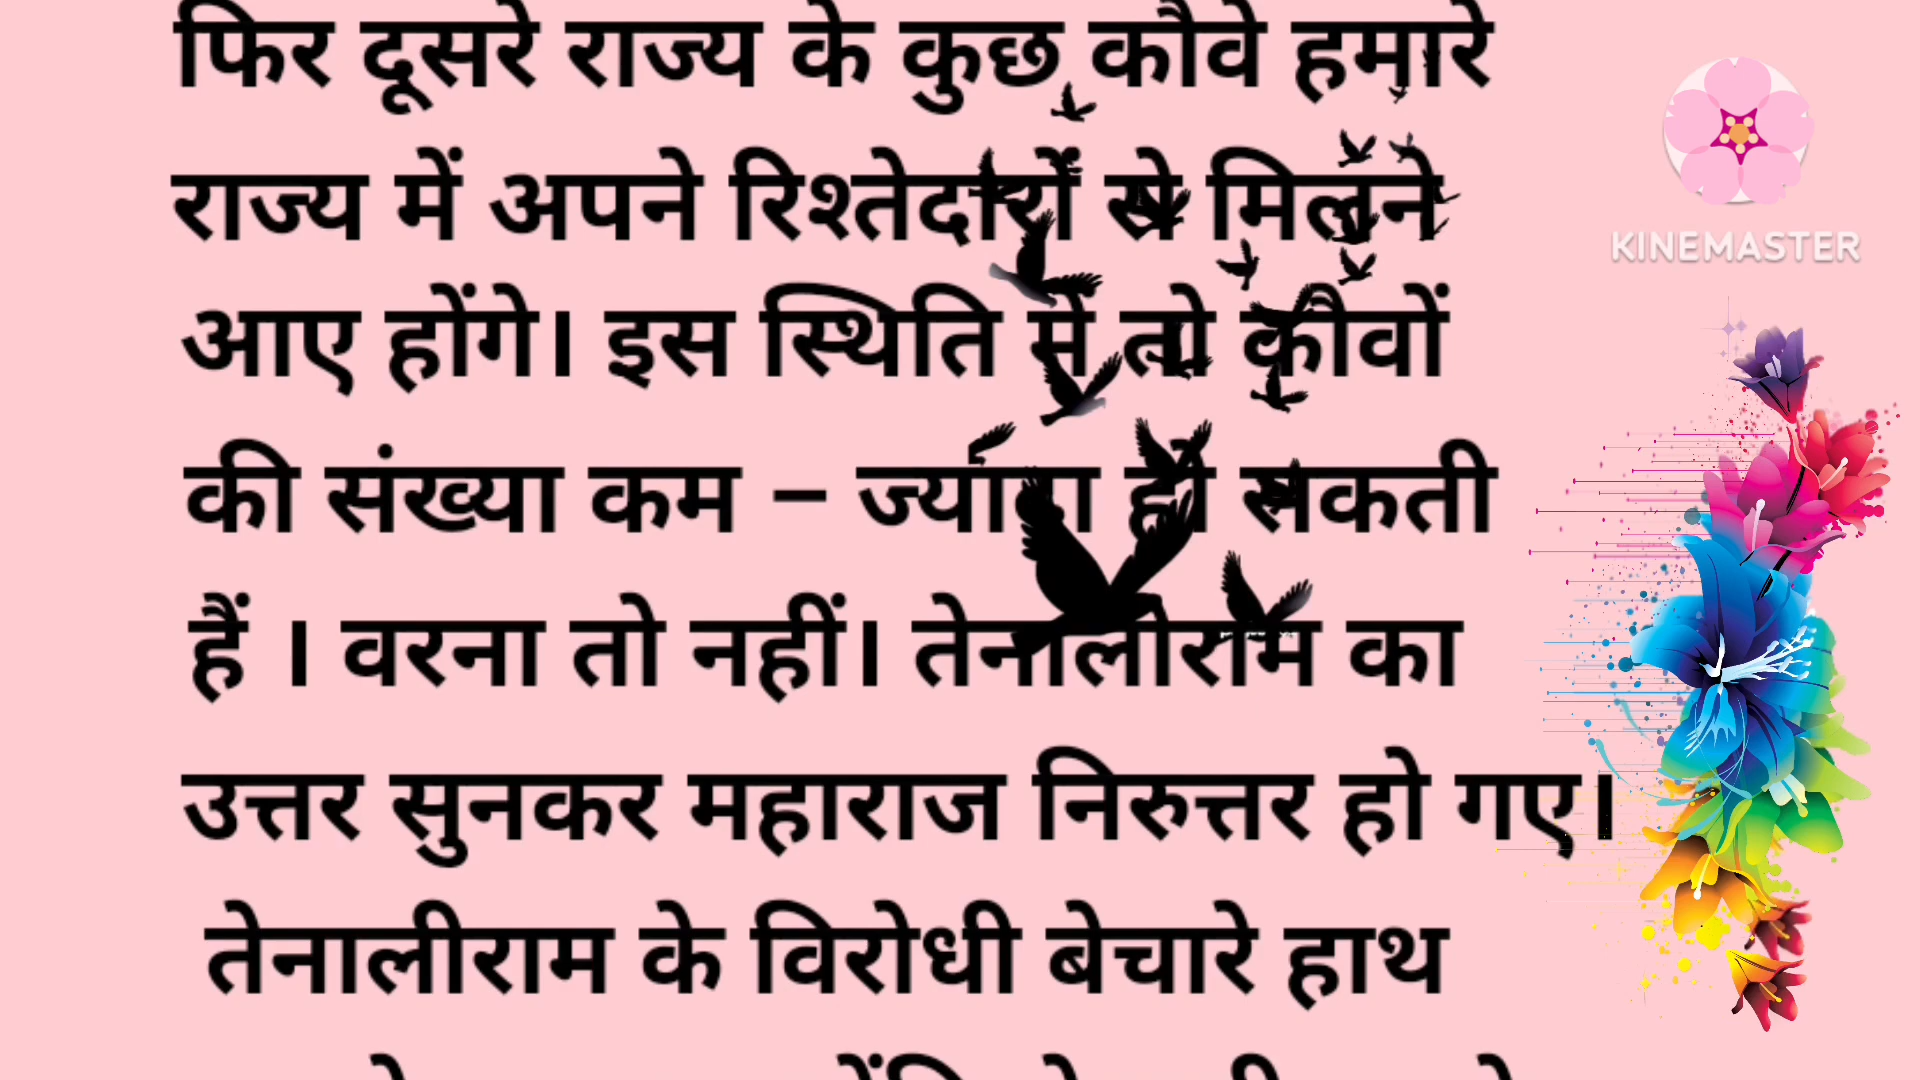 फिर दूसरे राज्य के कुछ कौवे हमारे
राज्य में अपने रिश्तेदारों से मिलने
आए होंगे। इस स्थिति में तो कौवों
की संख्या कम – ज्यादा हो सकती
हैं । वरना तो नहीं। तेनालीराम का
उत्तर सुनकर महाराज निरुत्तर हो गए।
तेनालीराम के विरोधी बेचारे हाथ
KINEMASTER